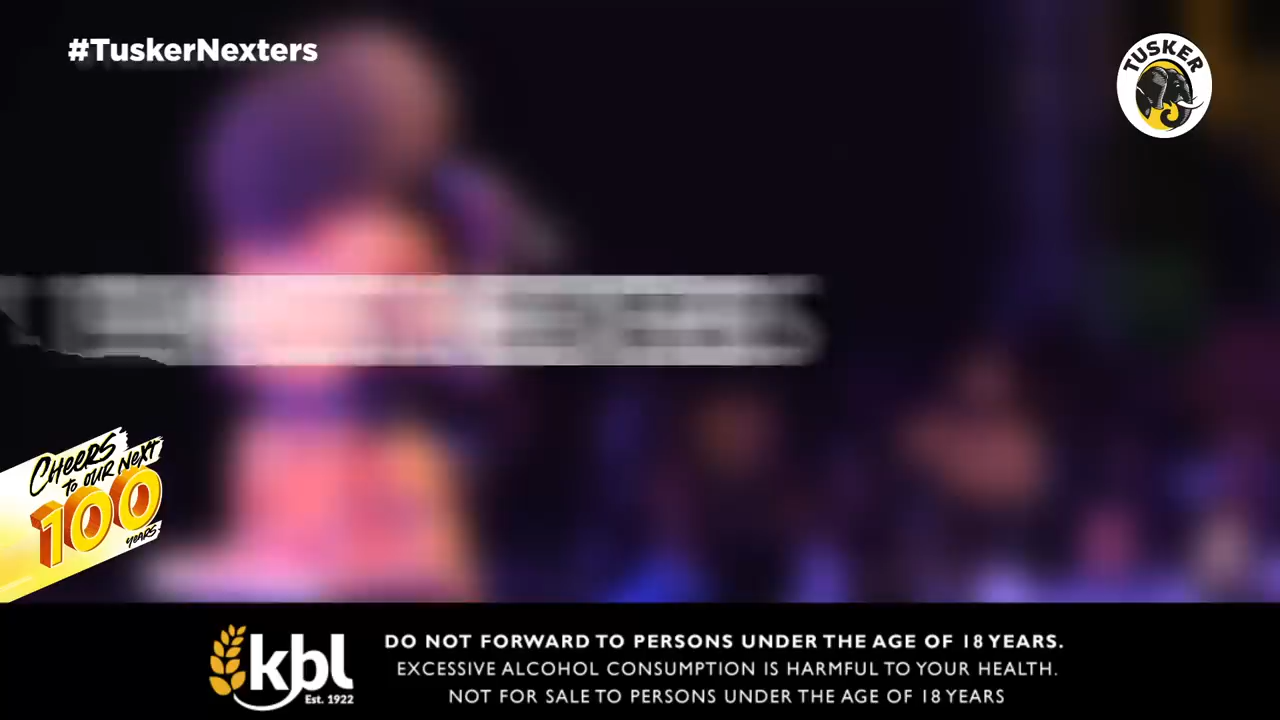 #TuskerNexters
TUSKER
CHEERS
to OUR NEXT
100
YEARS
kbl
Est. 1922
DO NOT FORWARD TO PERSONS UNDER THE AGE OF 18 YEARS.
EXCESSIVE ALCOHOL CONSUMPTION IS HARMFUL TO YOUR HEALTH.
NOT FOR SALE TO PERSONS UNDER THE AGE OF 18 YEARS